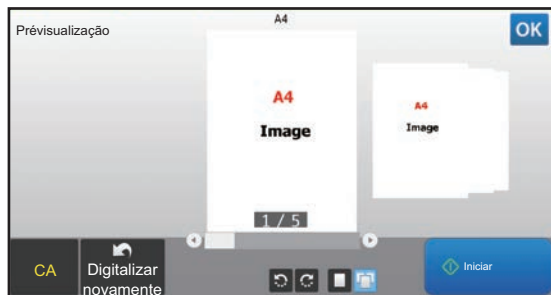 A4
Prévisualização
OK
A4
Image
A4
Image
1 / 5
CA
Digitalizar
novamente
Iniciar